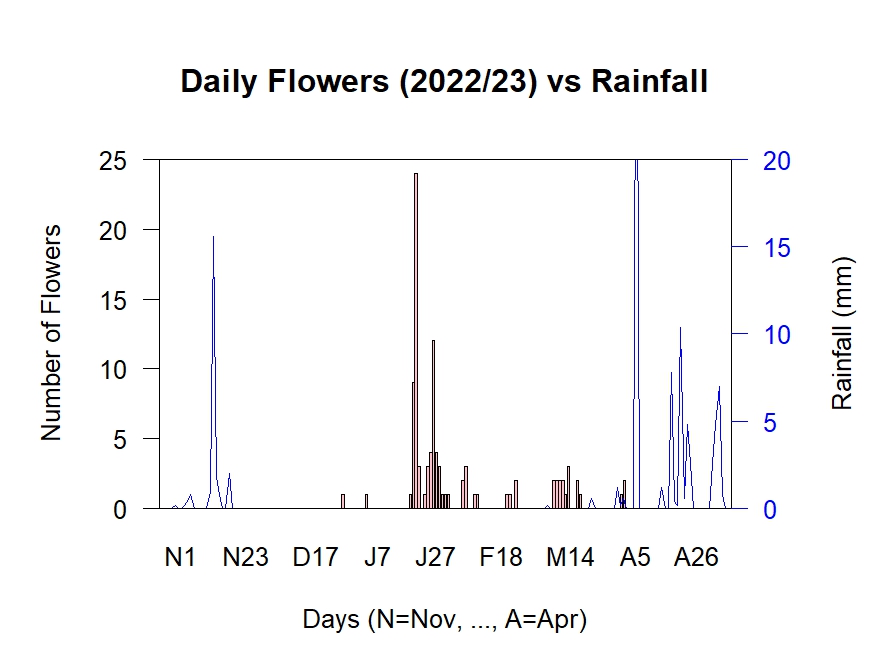 Daily Flowers (2022/23) vs Rainfall
Number of Flowers
25
20
15
10
5
0
20
15
10
5
0
Rainfall (mm)
N1 N23 D17 J7 J27 F18 M14 A5 A26
Days (N=Nov, ..., A=Apr)